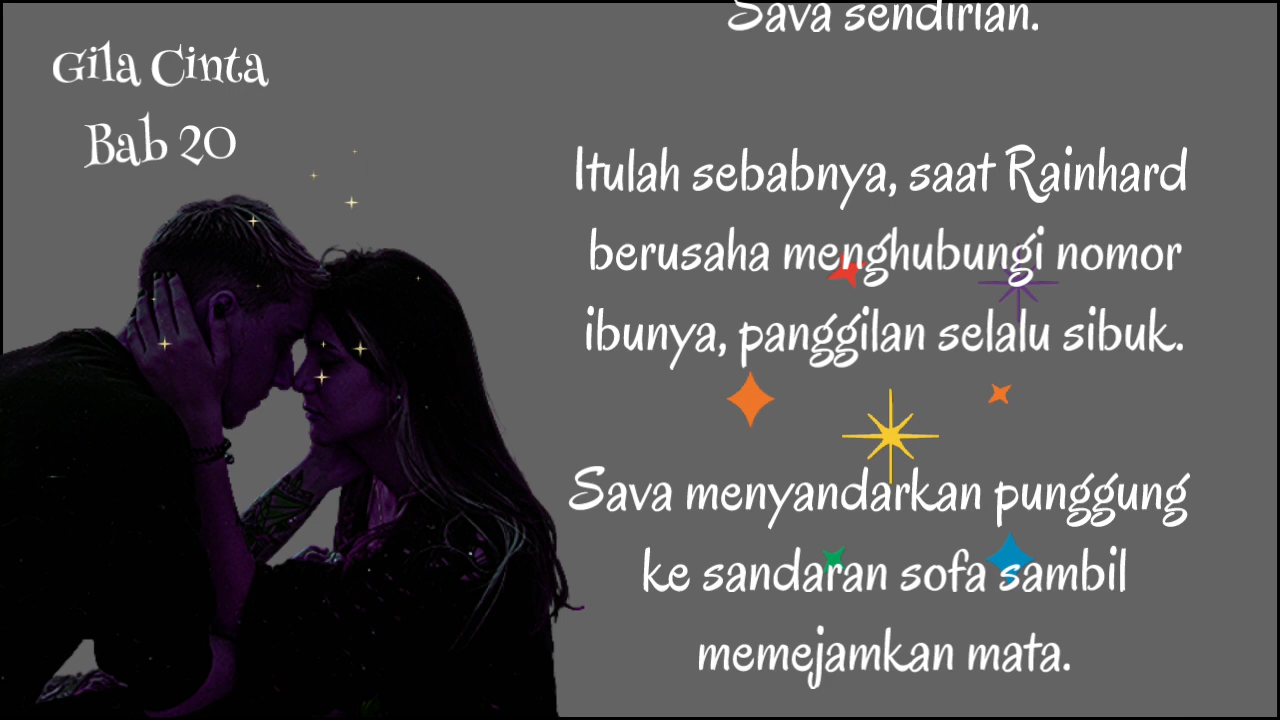 Gila Cinta
Bab 20
Sava sendirian.
Itulah sebabnya, saat Rainhard
berusaha menghubungi nomor
ibunya, panggilan selalu sibuk.
Sava menyandarkan punggung
ke sandaran sofa sambil
memejamkan mata.